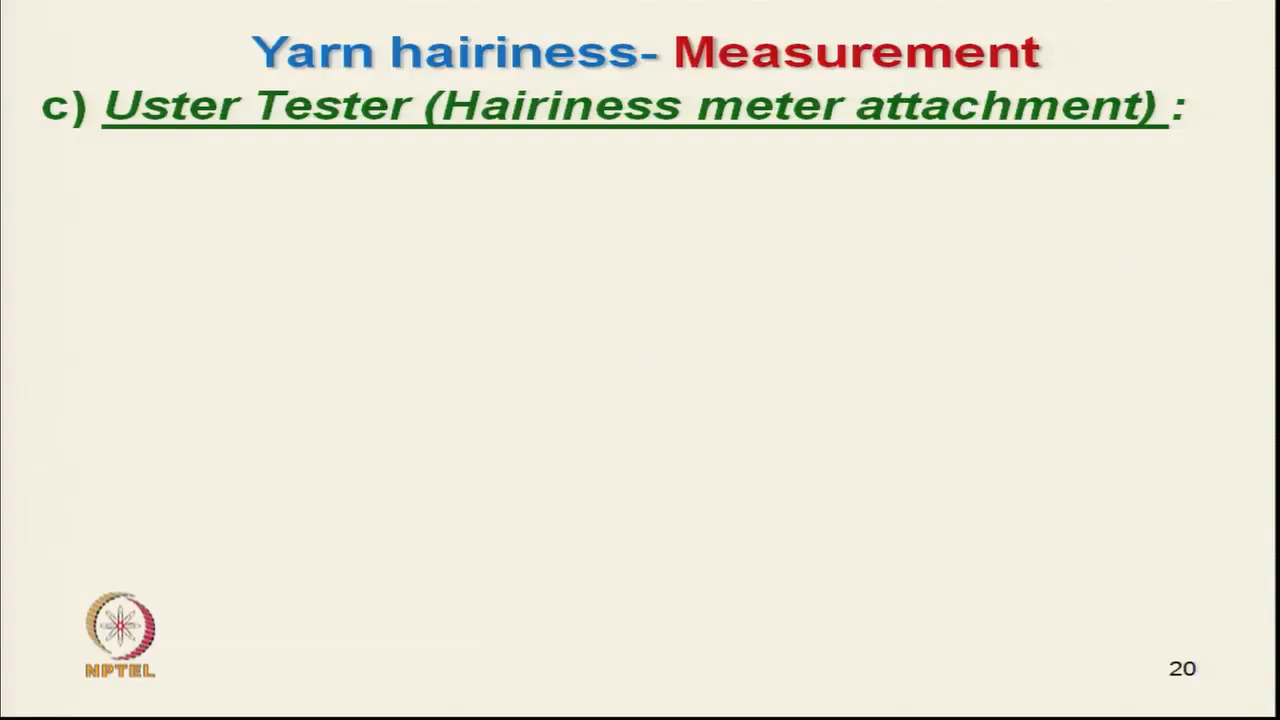 Yarn hairiness- Measurement
c) Uster Tester (Hairiness meter attachment) :
NPTEL
20